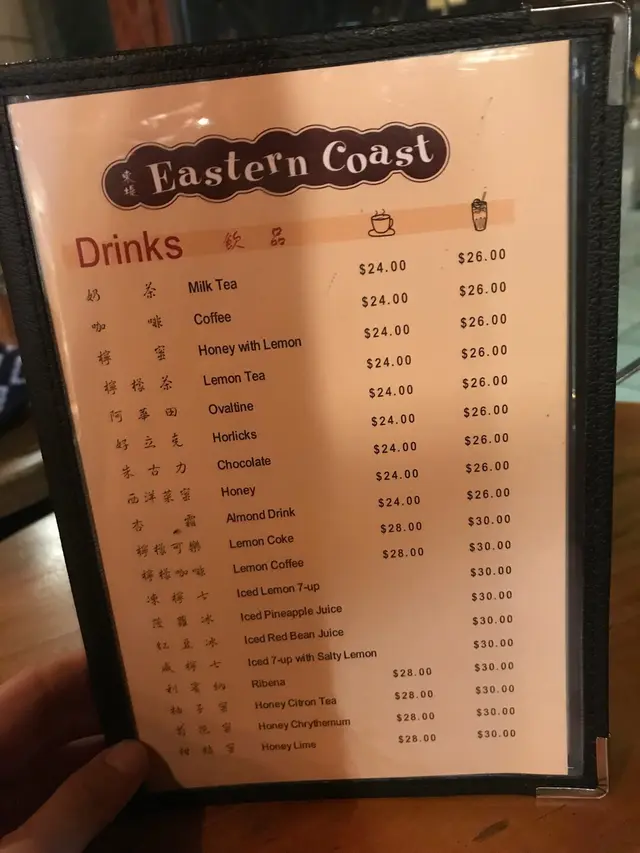 Eastern Coast
Drinks 飲品
奶茶 Milk Tea $24.00 $26.00
咖啡 Coffee $24.00 $26.00
檸蜜 Honey with Lemon $24.00 $26.00
檸檬茶 Lemon Tea $24.00 $26.00
阿華田 Ovaltine $24.00 $26.00
好立克 Horlicks $24.00 $26.00
朱古力 Chocolate $24.00 $26.00
西洋菜蜜 Honey $24.00 $26.00
杏霜 Almond Drink $24.00 $26.00
檸檬可樂 Lemon Coke $28.00 $30.00
檸檬咖啡 Lemon Coffee $28.00 $30.00
凍檸七 Iced Lemon 7-up $30.00
菠蘿冰 Iced Pineapple Juice $30.00
紅豆冰 Iced Red Bean Juice $30.00
咸檸七 Iced 7-up with Salty Lemon $30.00
利賓納 Ribena $28.00 $30.00
柚子蜜 Honey Citron Tea $28.00 $30.00
菊花蜜 Honey Chrythemum $28.00 $30.00
柑桔蜜 Honey Lime $28.00 $30.00